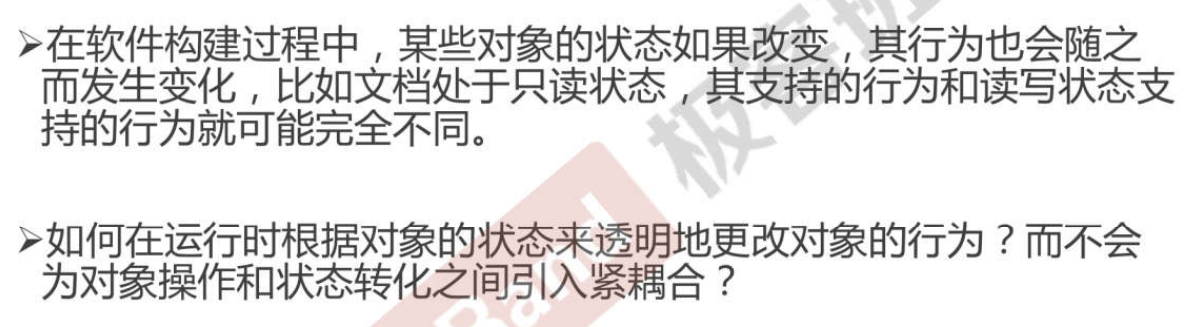 ➢在软件构建过程中，某些对象的状态如果改变，其行为也会随之
而发生变化，比如文档处于只读状态，其支持的行为和读写状态支
持的行为就可能完全不同。
➢如何在运行时根据对象的状态来透明地更改对象的行为？而不会
为对象操作和状态转化之间引入紧耦合？
Band 极客班